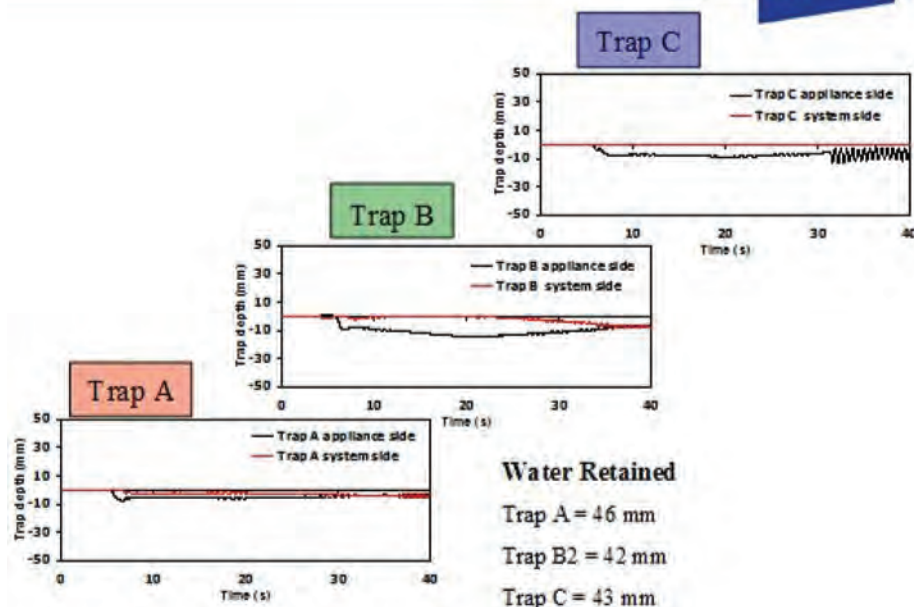 Trap C
50
30
10
-10
-30
-50
Trap depth (mm)
Trap C appliance side
Trap C system side
0
10
20
30
40
Time (s)
Trap B
50
30
10
-10
-30
-50
Trap depth (mm)
Trap B appliance side
Trap B system side
0
10
20
30
40
Time (s)
Trap A
50
30
10
-10
-30
-50
Trap depth (mm)
Trap A appliance side
Trap A system side
0
10
20
30
40
Time (s)
Water Retained
Trap A = 46 mm
Trap B2 = 42 mm
Trap C = 43 mm